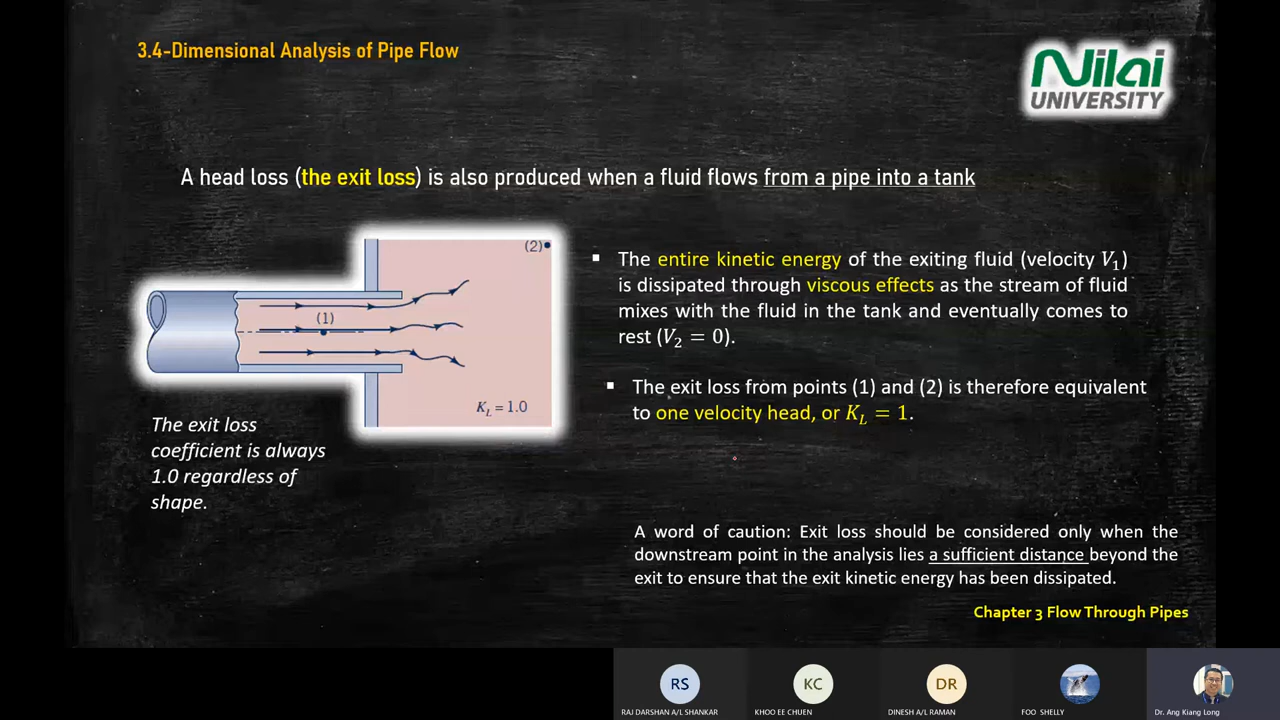 3.4-Dimensional Analysis of Pipe Flow
Nilai
UNIVERSITY
A head loss (the exit loss) is also produced when a fluid flows from a pipe into a tank
(2)
(1)
K_L = 1.0
The exit loss
coefficient is always
1.0 regardless of
shape.
▪ The entire kinetic energy of the exiting fluid (velocity V₁)
is dissipated through viscous effects as the stream of fluid
mixes with the fluid in the tank and eventually comes to
rest (V₂ = 0).
▪ The exit loss from points (1) and (2) is therefore equivalent
to one velocity head, or K_L = 1.
A word of caution: Exit loss should be considered only when the
downstream point in the analysis lies a sufficient distance beyond the
exit to ensure that the exit kinetic energy has been dissipated.
Chapter 3 Flow Through Pipes
RS
KC
DR
RAJ DARSHAN A/L SHANKAR
KHOO EE CHUEN
DINESH A/L RAMAN
FOO SHELLY
Dr. Ang Kiang Long